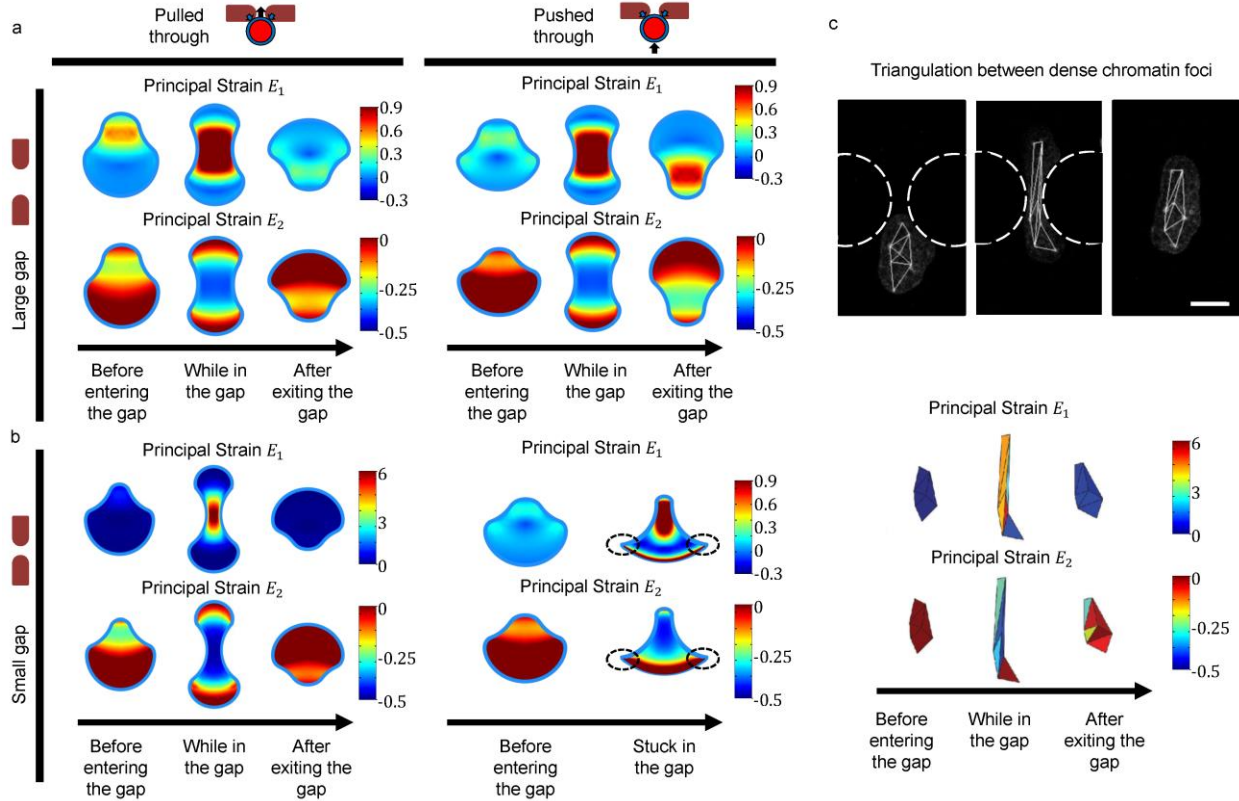 a
Pulled
through
Pushed
through
Large gap
Principal Strain E₁
0.9
0.6
0.3
0
-0.3
Principal Strain E₂
0
-0.25
-0.5
Before
entering
the gap
While in
the gap
After
exiting the
gap
Principal Strain E₁
0.9
0.6
0.3
0
-0.3
Principal Strain E₂
0
-0.25
-0.5
Before
entering
the gap
While in
the gap
After
exiting the
gap
b
Small gap
Principal Strain E₁
6
3
0
Principal Strain E₂
0
-0.25
-0.5
Before
entering
the gap
While in
the gap
After
exiting the
gap
Principal Strain E₁
0.9
0.6
0.3
0
-0.3
Principal Strain E₂
0
-0.25
-0.5
Before
entering
the gap
Stuck in
the gap
c
Triangulation between dense chromatin foci
Principal Strain E₁
6
3
0
Principal Strain E₂
0
-0.25
-0.5
Before
entering
the gap
While in
the gap
After
exiting the
gap